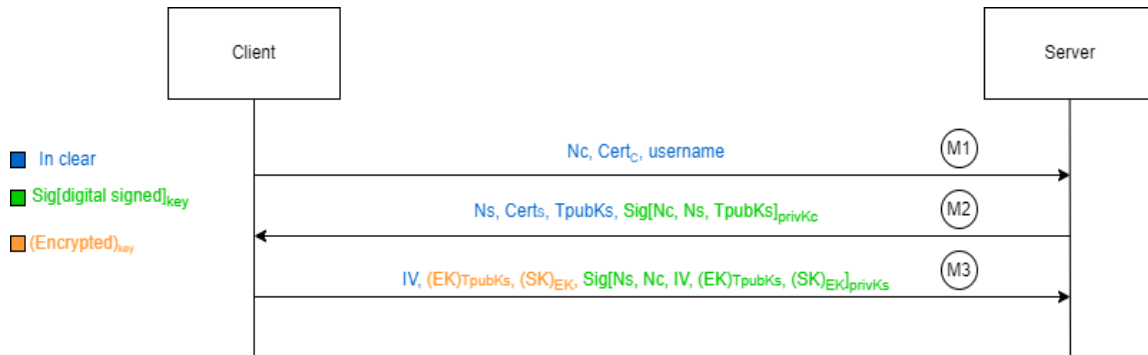 Client
Server
In clear
Sig[digital signed]key
(Encrypted)key
Nc, CertC, username
M1
Ns, Certs, TpubKs, Sig[Nc, Ns, TpubKs]privKc
M2
IV, (EK)TpubKs, (SK)EK, Sig[Ns, Nc, IV, (EK)TpubKs, (SK)EK]privKs
M3